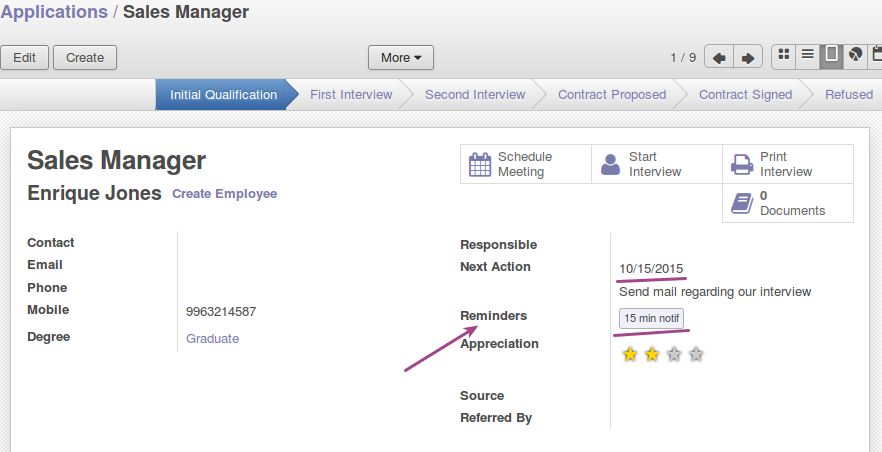 Applications / Sales Manager
Edit Create More 1 / 9
Initial Qualification First Interview Second Interview Contract Proposed Contract Signed Refused
Sales Manager
Enrique Jones Create Employee
Schedule Meeting
Start Interview
Print Interview
0 Documents
Contact
Email
Phone
Mobile 9963214587
Degree Graduate
Responsible
Next Action 10/15/2015
Send mail regarding our interview
Reminders 15 min notif
Appreciation
Source
Referred By